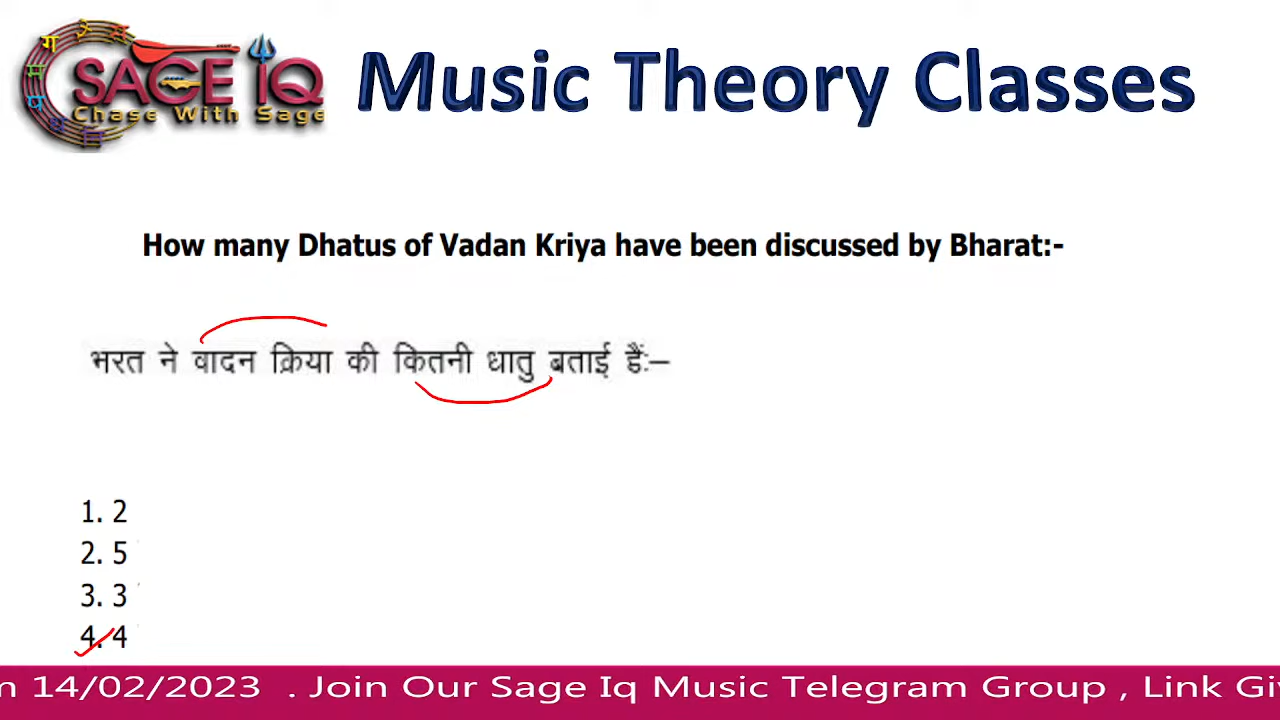 SAGE IQ
Chase With Sage
Music Theory Classes
How many Dhatus of Vadan Kriya have been discussed by Bharat:-
भरत ने वादन क्रिया की कितनी धातु बताई हैं:–
1. 2
2. 5
3. 3
4. 4
14/02/2023 . Join Our Sage Iq Music Telegram Group , Link